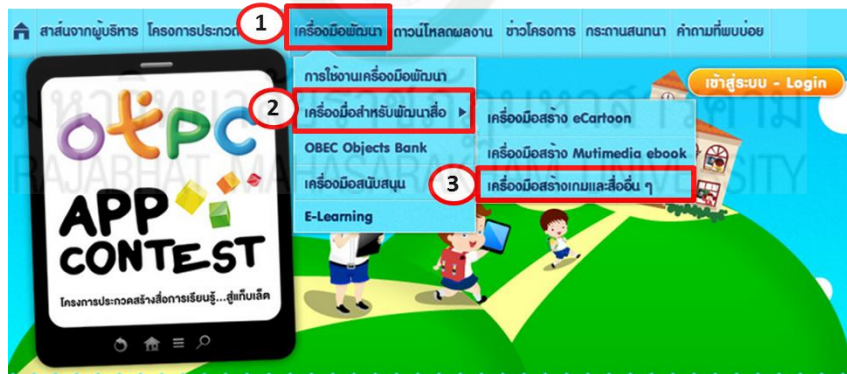 สาส์นจากผู้บริหาร โครงการประกวด 1 เครื่องมือพัฒนา ดาวน์โหลดผลงาน ข่าวโครงการ กระดานสนทนา คำถามที่พบบ่อย
เข้าสู่ระบบ - Login
การใช้งานเครื่องมือพัฒนา
2 เครื่องมือสำหรับพัฒนาสื่อ
เครื่องมือสร้าง eCartoon
OBEC Objects Bank
เครื่องมือสร้าง Mutimedia ebook
เครื่องมือสนับสนุน
3 เครื่องมือสร้างเกมและสื่ออื่น ๆ
E-Learning
otpc
APP
CONTEST
โครงการประกวดสร้างสื่อการเรียนรู้...สู่แท็บเล็ต